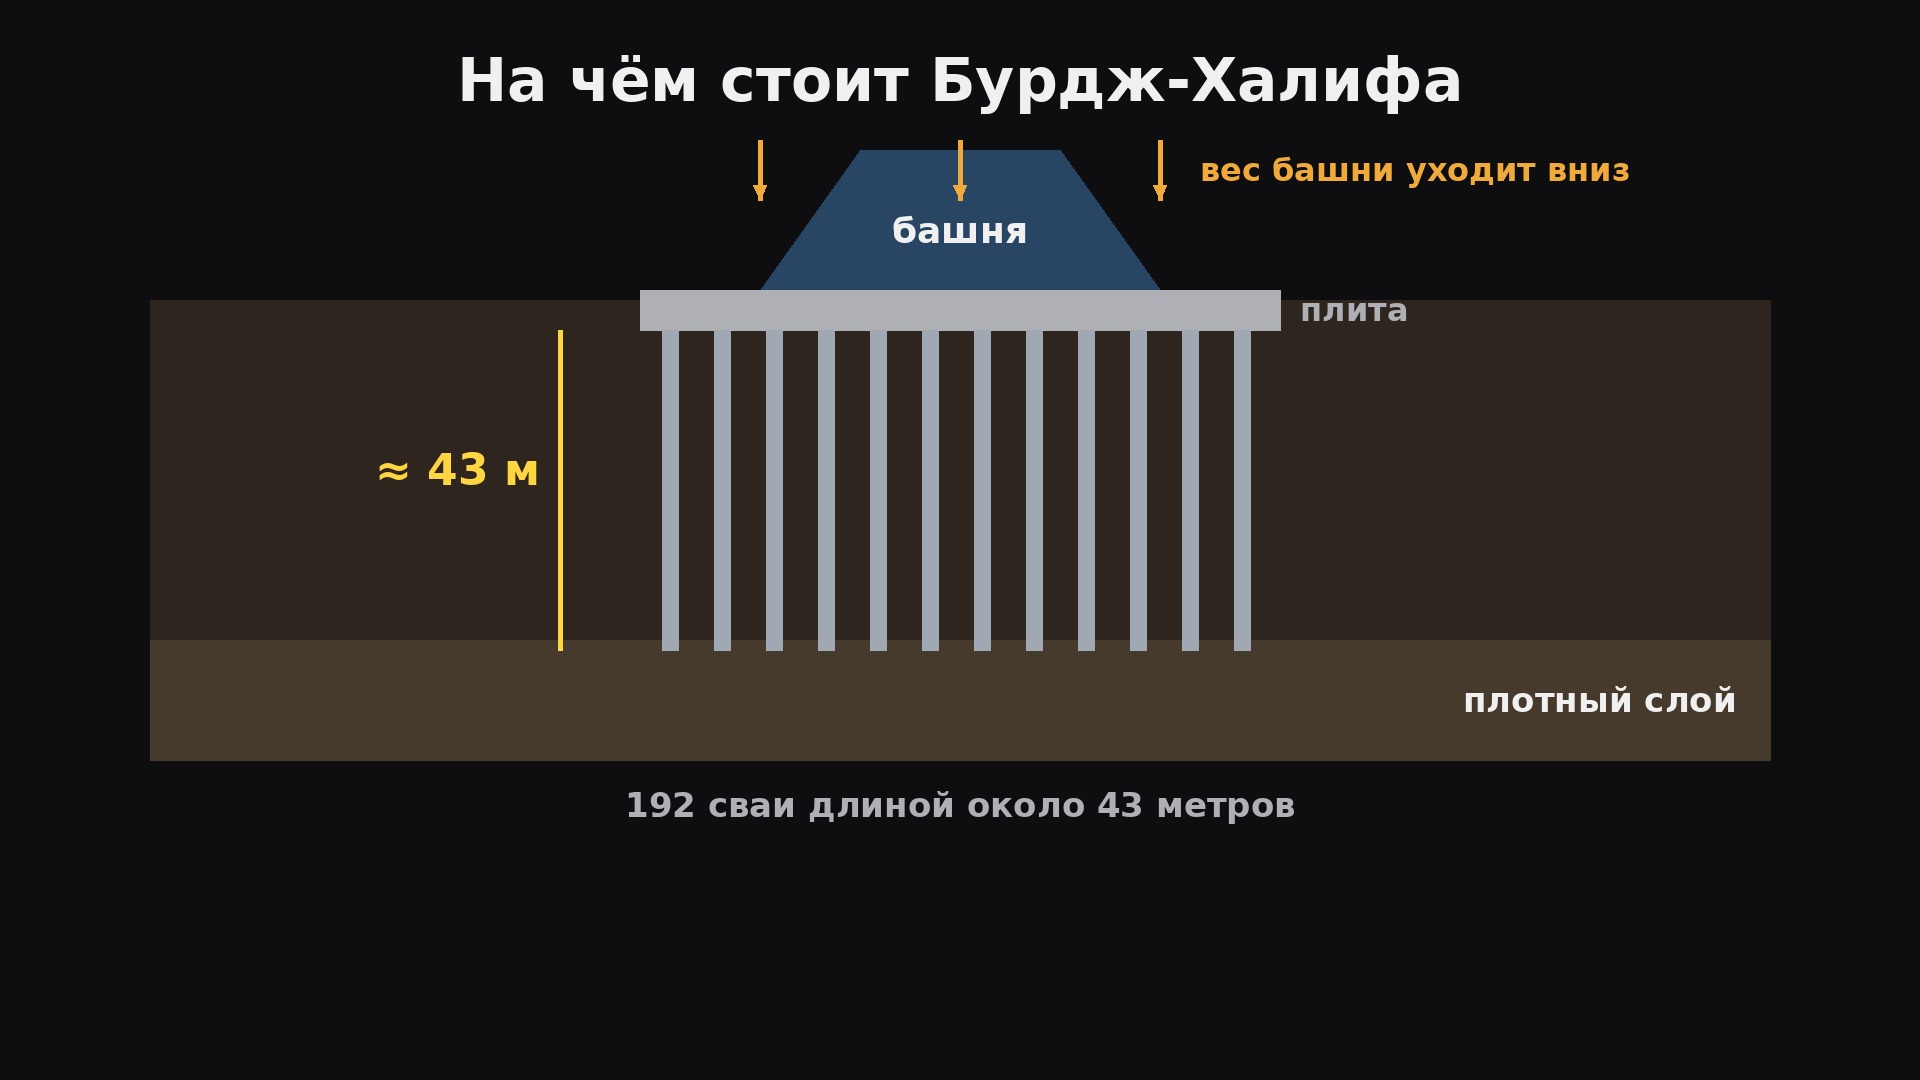 На чём стоит Бурдж-Халифа
вес башни уходит вниз
башня
плита
≈ 43 м
плотный слой
192 сваи длиной около 43 метров